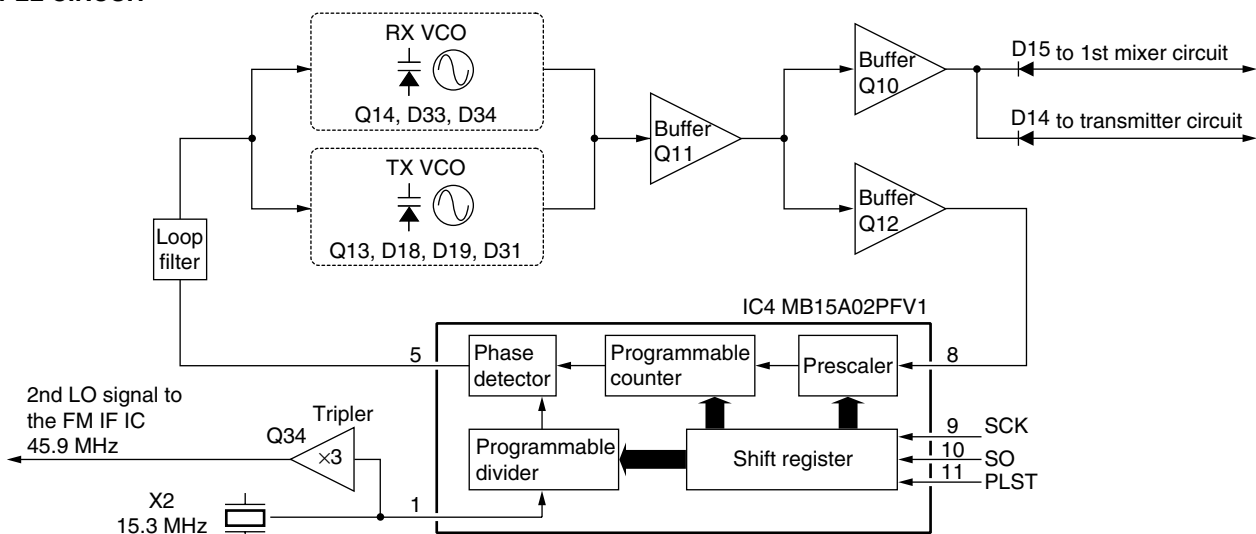 RX VCO
Q14, D33, D34
TX VCO
Q13, D18, D19, D31
Loop
filter
Buffer
Q11
Buffer
Q10
Buffer
Q12
D15 to 1st mixer circuit
D14 to transmitter circuit
IC4 MB15A02PFV1
5
Phase
detector
Programmable
counter
Prescaler
8
2nd LO signal to
the FM IF IC
45.9 MHz
Tripler
Q34
×3
Programmable
divider
Shift register
9 SCK
10 SO
11 PLST
X2
15.3 MHz
1